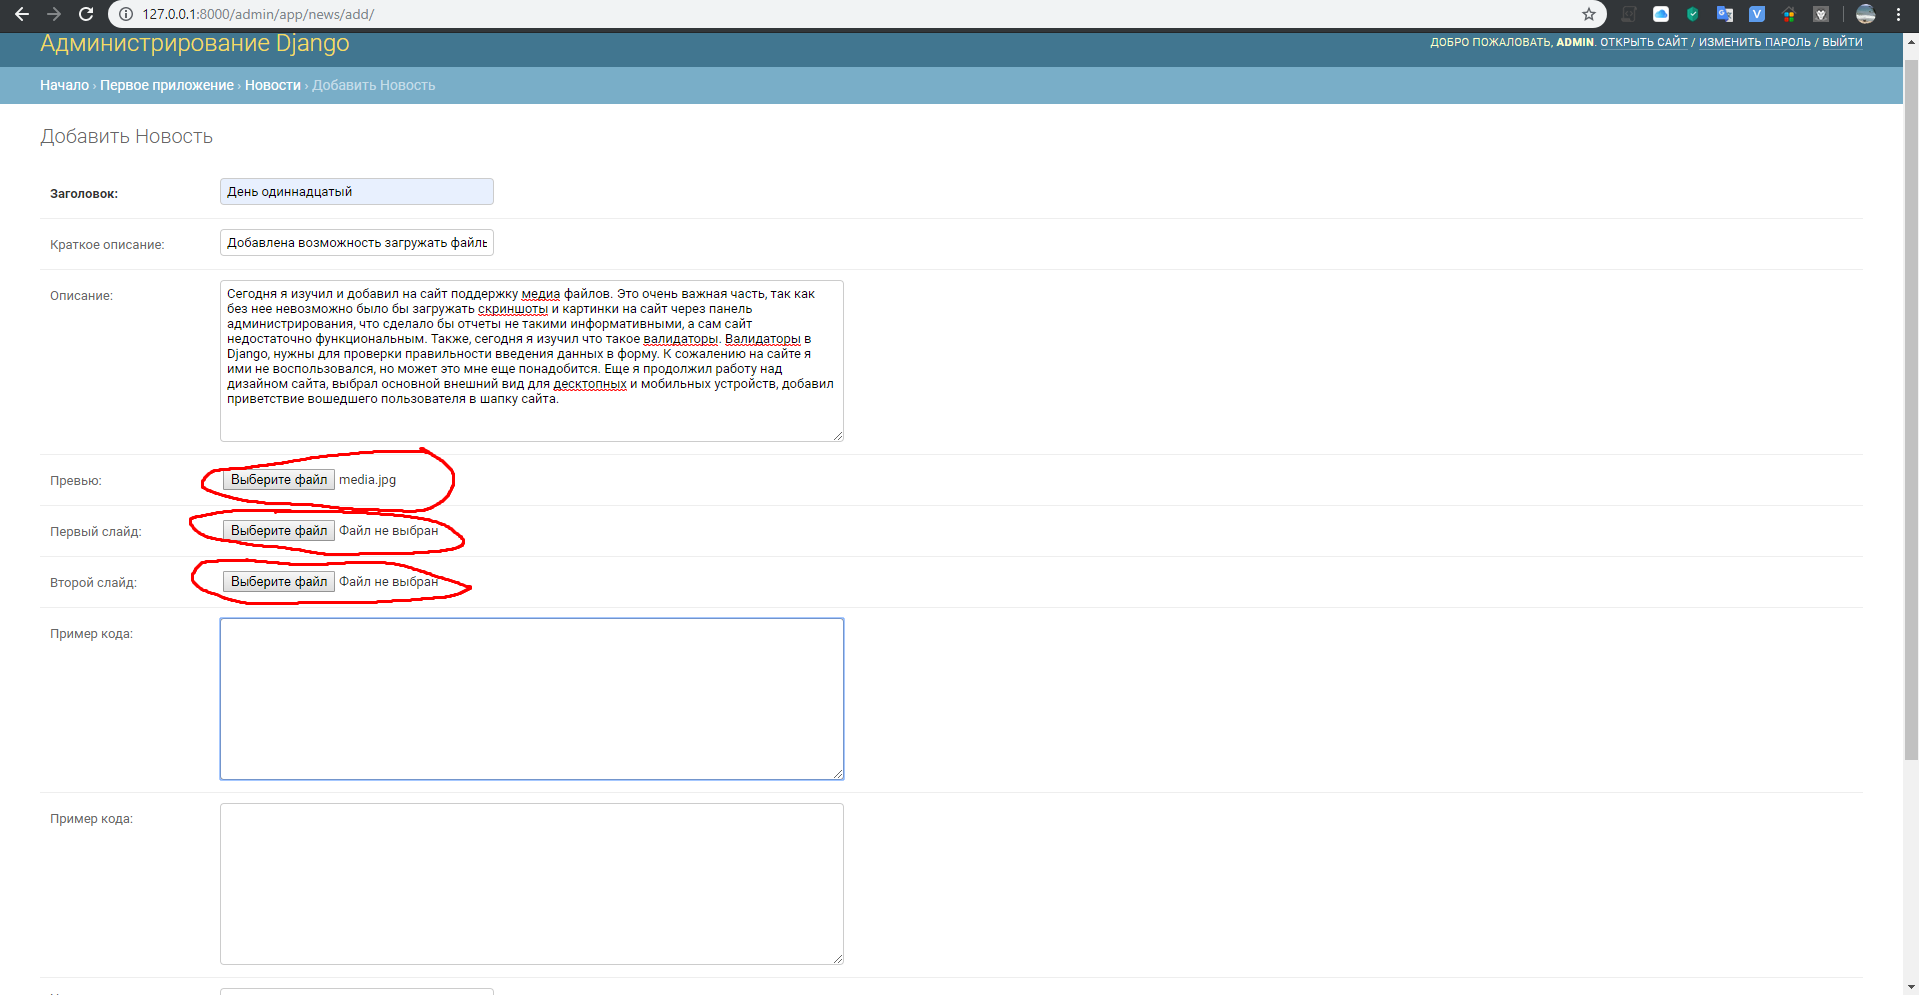 127.0.0.1:8000/admin/app/news/add/
Администрирование Django
ДОБРО ПОЖАЛОВАТЬ, ADMIN. ОТКРЫТЬ САЙТ / ИЗМЕНИТЬ ПАРОЛЬ / ВЫЙТИ
Начало › Первое приложение › Новости › Добавить Новость
Добавить Новость
Заголовок: День одиннадцатый
Краткое описание: Добавлена возможность загружать файлы
Описание:
Сегодня я изучил и добавил на сайт поддержку медиа файлов. Это очень важная часть, так как
без нее невозможно было бы загружать скриншоты и картинки на сайт через панель
администрирования, что сделало бы отчеты не такими информативными, а сам сайт
недостаточно функциональным. Также, сегодня я изучил что такое валидаторы. Валидаторы в
Django, нужны для проверки правильности введения данных в форму. К сожалению на сайте я
ими не воспользовался, но может это мне еще понадобится. Еще я продолжил работу над
дизайном сайта, выбрал основной внешний вид для десктопных и мобильных устройств, добавил
приветствие вошедшего пользователя в шапку сайта.
Превью: Выберите файл media.jpg
Первый слайд: Выберите файл Файл не выбран
Второй слайд: Выберите файл Файл не выбран
Пример кода:
Пример кода: